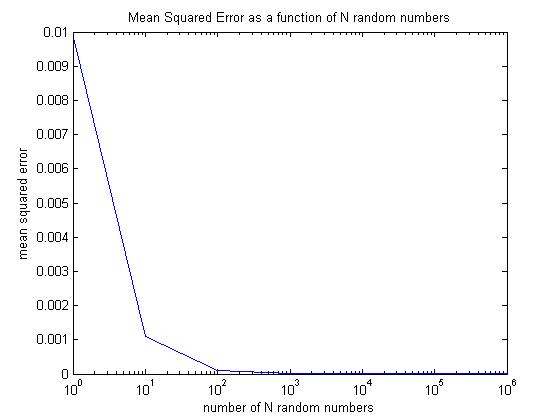 Mean Squared Error as a function of N random numbers
0.01
0.009
0.008
0.007
0.006
0.005
0.004
0.003
0.002
0.001
0
mean squared error
10^0 10^1 10^2 10^3 10^4 10^5 10^6
number of N random numbers